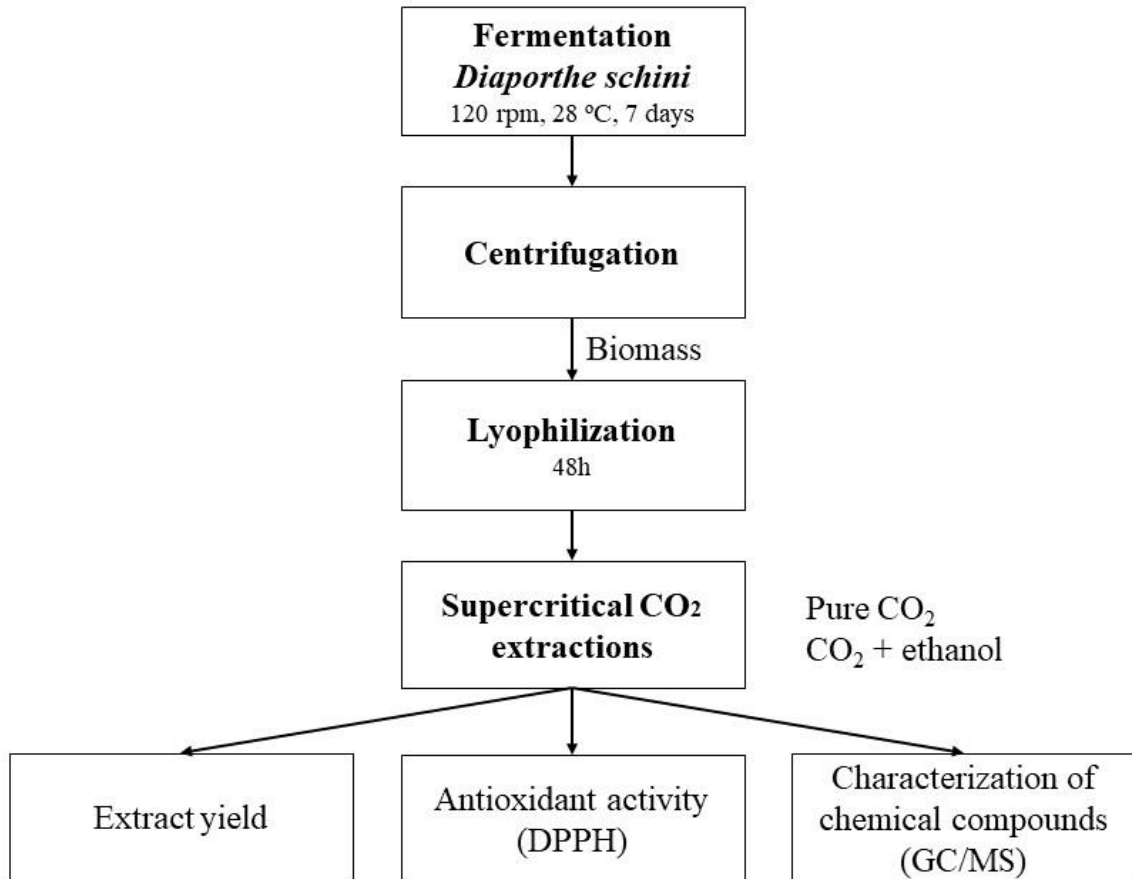 Fermentation
Diaporthe schini
120 rpm, 28 ºC, 7 days
Centrifugation
Biomass
Lyophilization
48h
Supercritical CO2
extractions
Pure CO2
CO2 + ethanol
Extract yield
Antioxidant activity
(DPPH)
Characterization of
chemical compounds
(GC/MS)